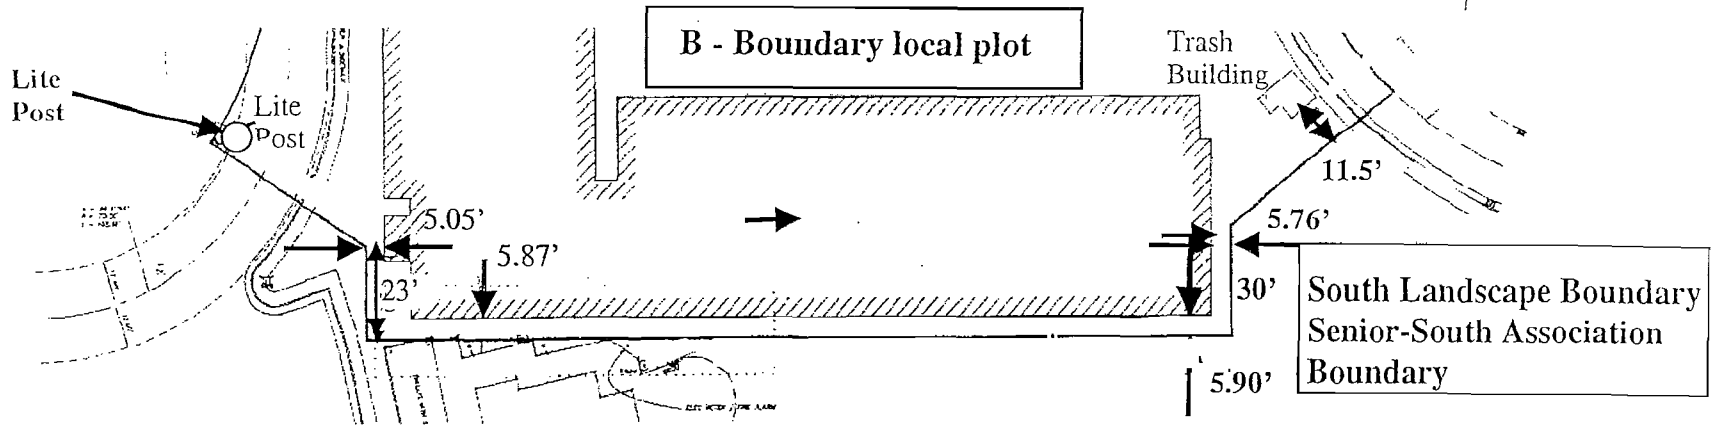 B - Boundary local plot
Trash
Building
Lite
Post
Lite
Post
11.5'
5.05'
5.76'
5.87'
23'
30'
South Landscape Boundary
Senior-South Association
Boundary
5.90'